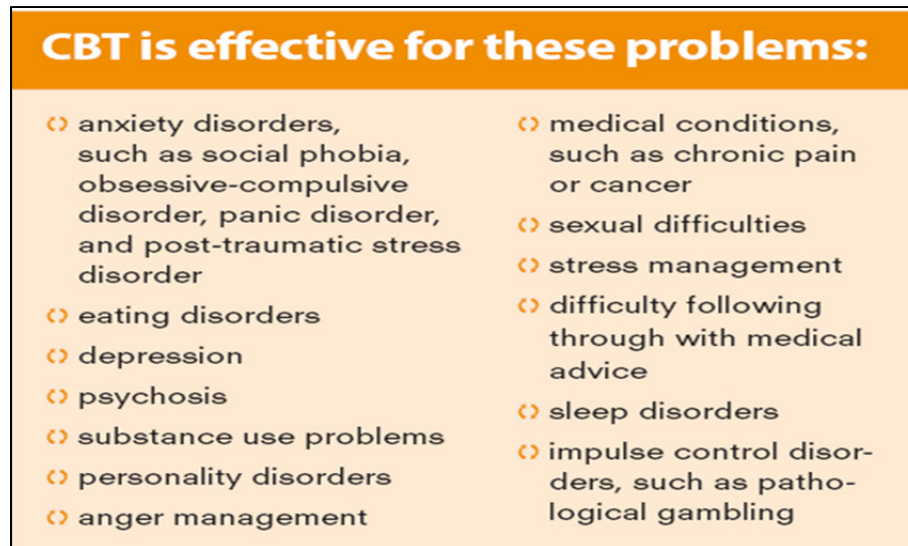 CBT is effective for these problems:
anxiety disorders,
such as social phobia,
obsessive-compulsive
disorder, panic disorder,
and post-traumatic stress
disorder
eating disorders
depression
psychosis
substance use problems
personality disorders
anger management
medical conditions,
such as chronic pain
or cancer
sexual difficulties
stress management
difficulty following
through with medical
advice
sleep disorders
impulse control disor-
ders, such as patho-
logical gambling